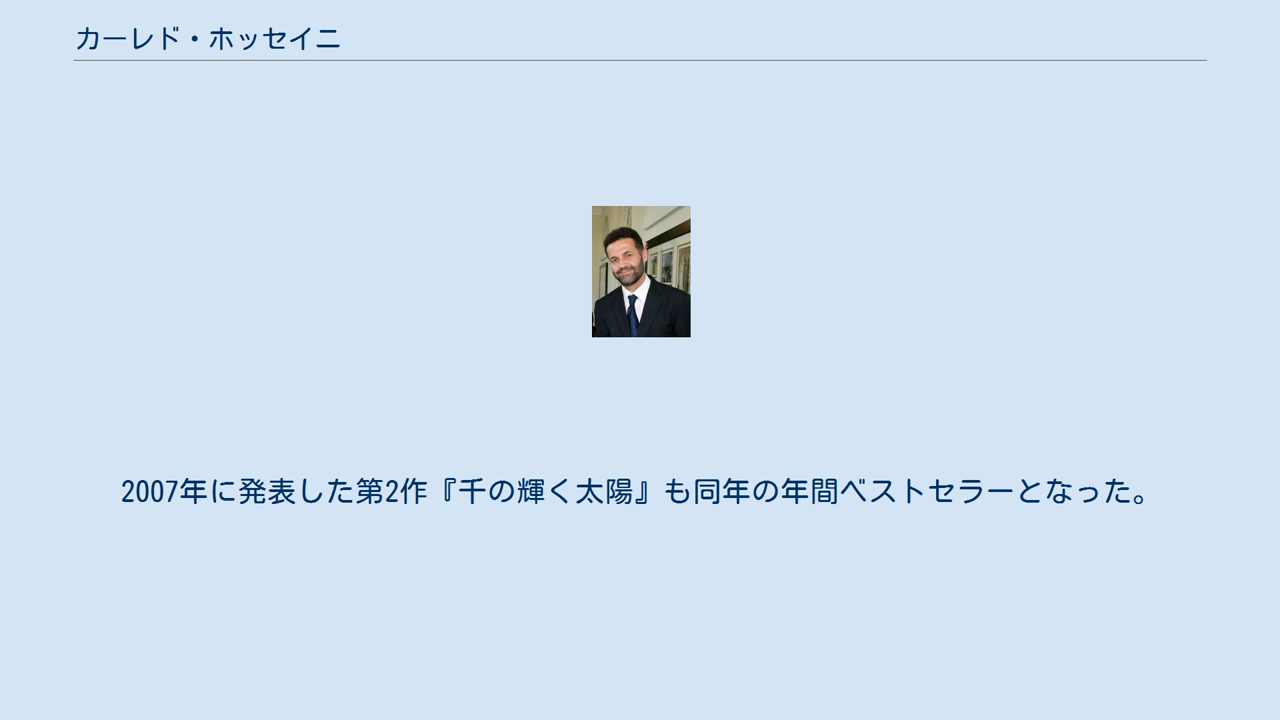 カーレド・ホッセイニ
2007年に発表した第2作『千の輝く太陽』も同年の年間ベストセラーとなった。